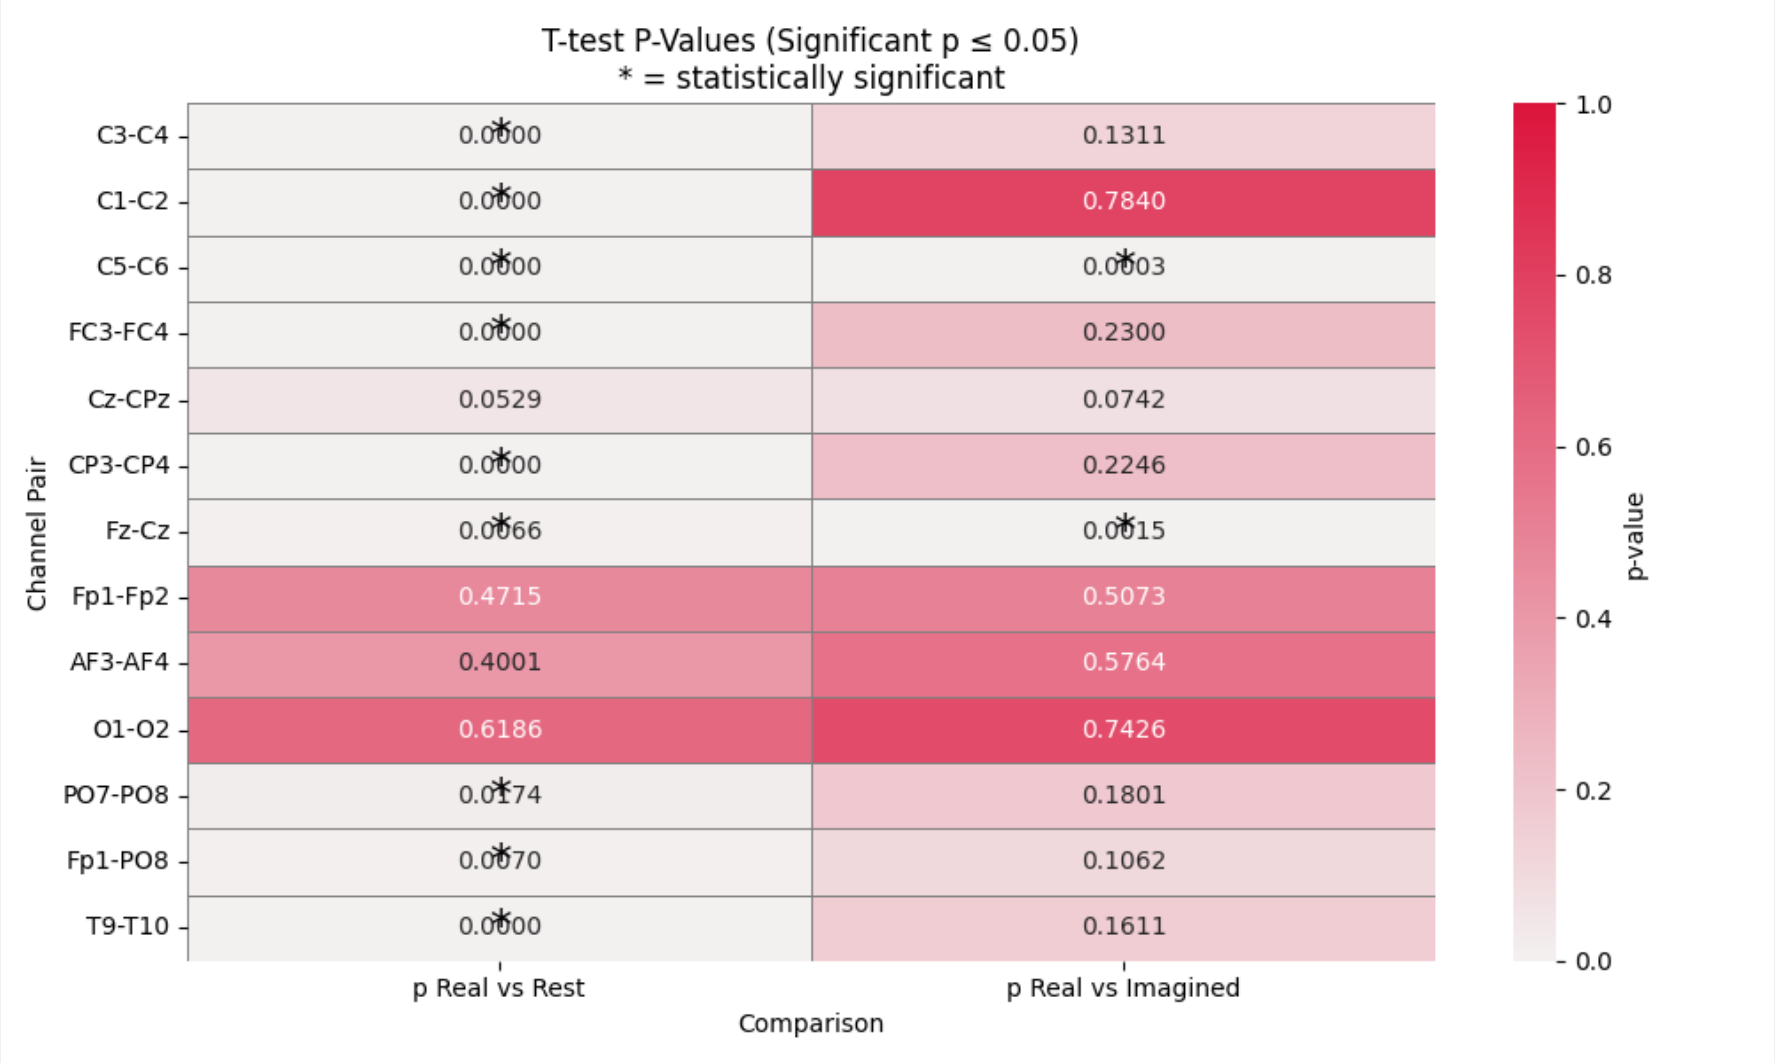 T-test P-Values (Significant p ≤ 0.05)
* = statistically significant
Channel Pair
C3-C4 0.0000 * 0.1311
C1-C2 0.0000 * 0.7840
C5-C6 0.0000 * 0.0003 *
FC3-FC4 0.0000 * 0.2300
Cz-CPz 0.0529 0.0742
CP3-CP4 0.0000 * 0.2246
Fz-Cz 0.0066 * 0.0015 *
Fp1-Fp2 0.4715 0.5073
AF3-AF4 0.4001 0.5764
O1-O2 0.6186 0.7426
PO7-PO8 0.0174 * 0.1801
Fp1-PO8 0.0070 * 0.1062
T9-T10 0.0000 * 0.1611
p Real vs Rest p Real vs Imagined
Comparison
1.0
0.8
0.6
0.4
0.2
0.0
p-value